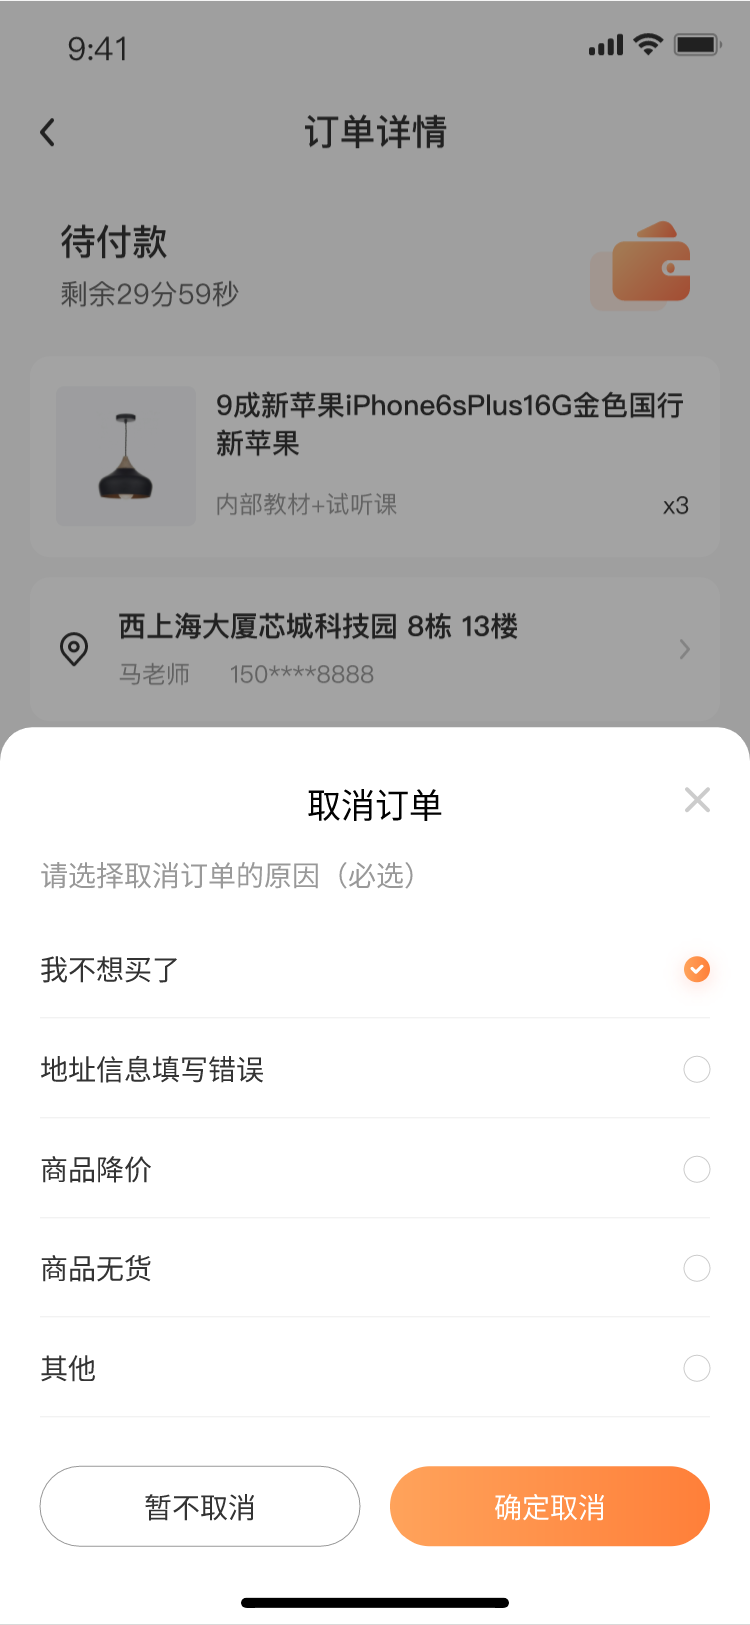 9:41
订单详情
待付款
剩余29分59秒
9成新苹果iPhone6sPlus16G金色国行
新苹果
内部教材+试听课
x3
西上海大厦芯城科技园 8栋 13楼
马老师 150****8888
取消订单
请选择取消订单的原因（必选）
我不想买了
地址信息填写错误
商品降价
商品无货
其他
暂不取消
确定取消